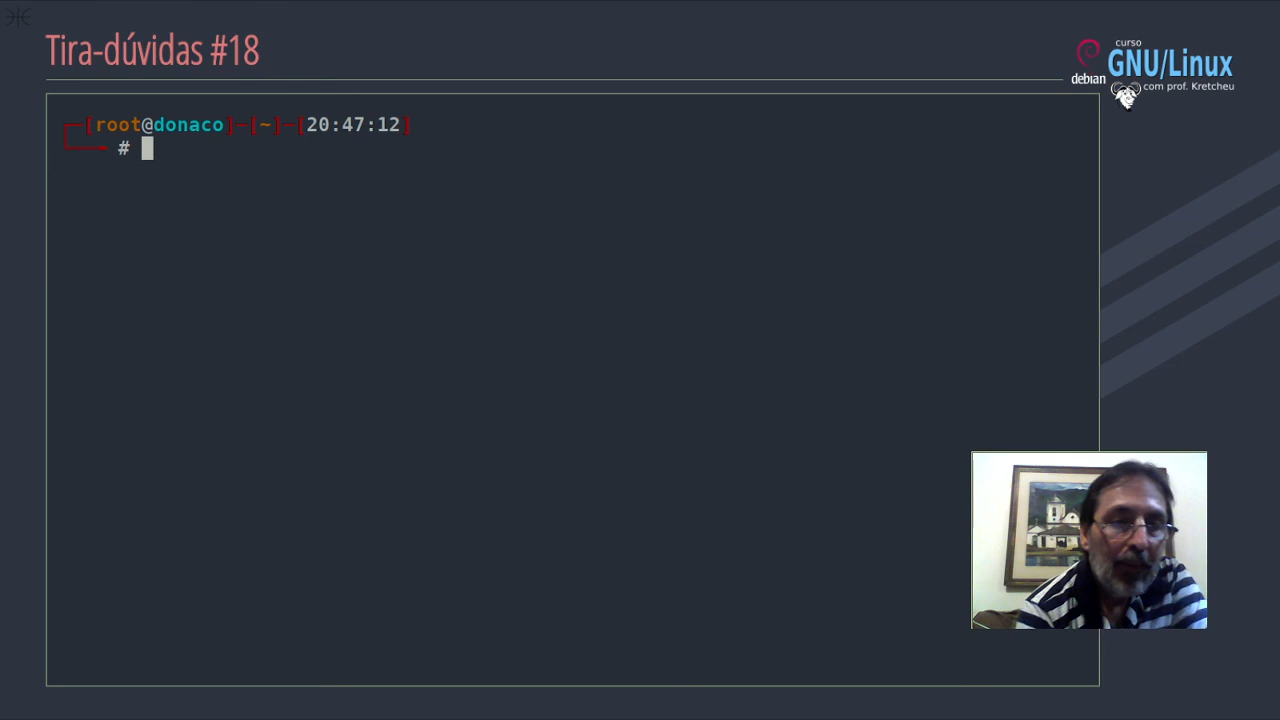 Tira-dúvidas #18
curso
GNU/Linux
debian
com prof. Kretcheu
[root@donaco]-[~]-[20:47:12]
#